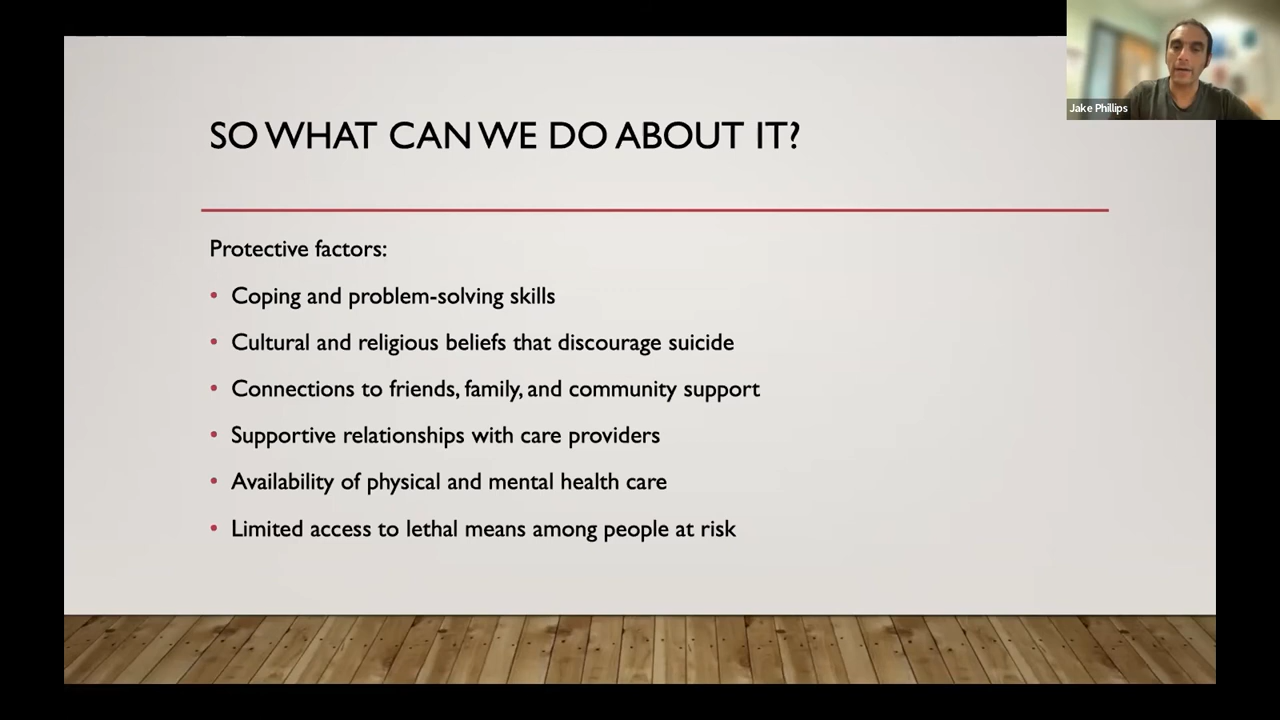 Jake Phillips
SO WHAT CAN WE DO ABOUT IT?
Protective factors:
• Coping and problem-solving skills
• Cultural and religious beliefs that discourage suicide
• Connections to friends, family, and community support
• Supportive relationships with care providers
• Availability of physical and mental health care
• Limited access to lethal means among people at risk